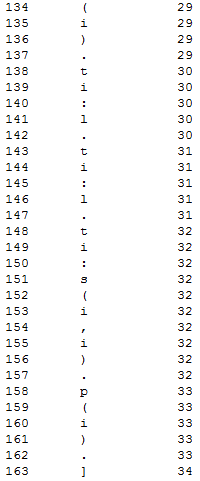 134 ( 29
135 i 29
136 ) 29
137 . 29
138 t 30
139 i 30
140 : 30
141 l 30
142 . 30
143 t 31
144 i 31
145 : 31
146 l 31
147 . 31
148 t 32
149 i 32
150 : 32
151 s 32
152 ( 32
153 i 32
154 , 32
155 i 32
156 ) 32
157 . 32
158 p 33
159 ( 33
160 i 33
161 ) 33
162 . 33
163 ] 34